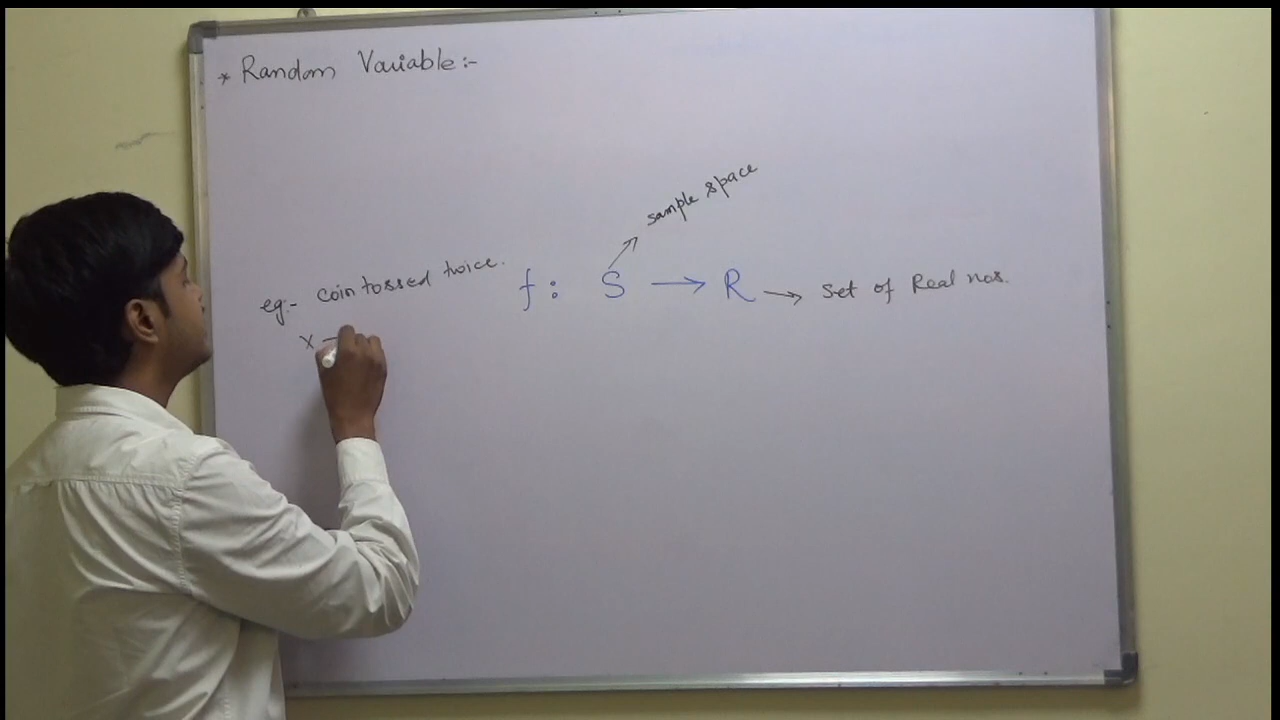 * Random Variable:-
sample space
eg:- coin tossed twice.
f: S → R → Set of Real nos.
X –